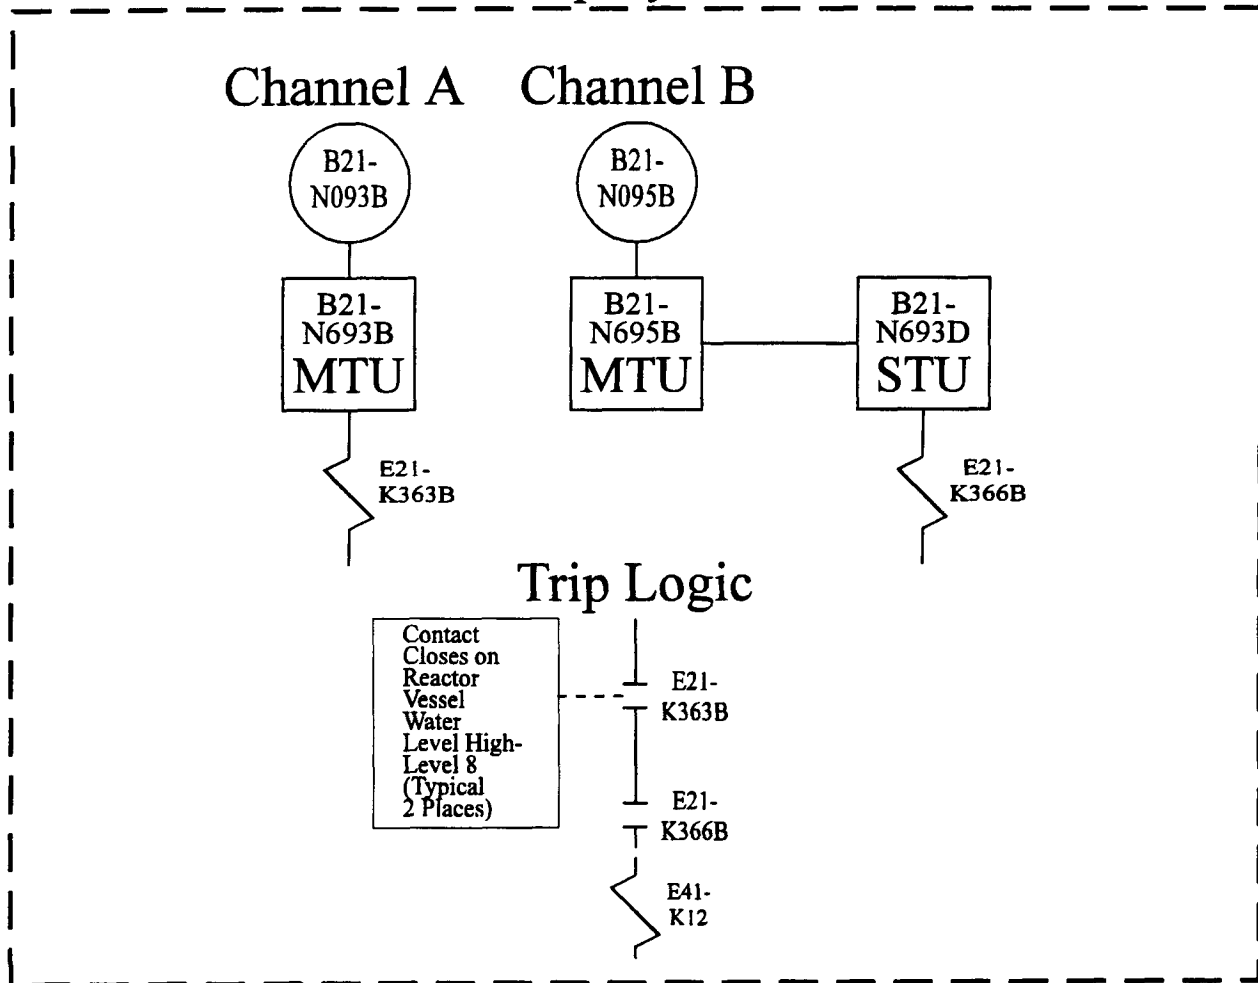 Channel A
Channel B
B21-
N093B
B21-
N095B
B21-
N693B
MTU
B21-
N695B
MTU
B21-
N693D
STU
E21-
K363B
E21-
K366B
Trip Logic
Contact
Closes on
Reactor
Vessel
Water
Level High-
Level 8
(Typical
2 Places)
E21-
K363B
E21-
K366B
E41-
K12